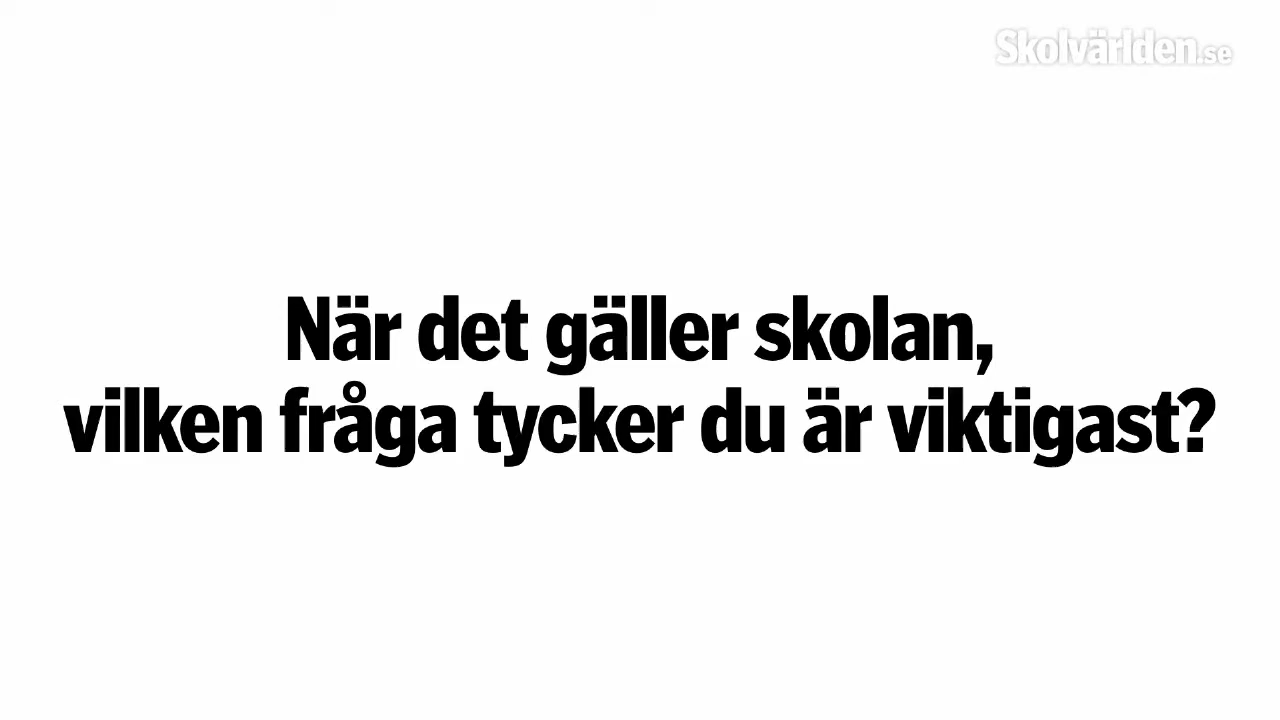 Skolvärlden.se
När det gäller skolan,
vilken fråga tycker du är viktigast?